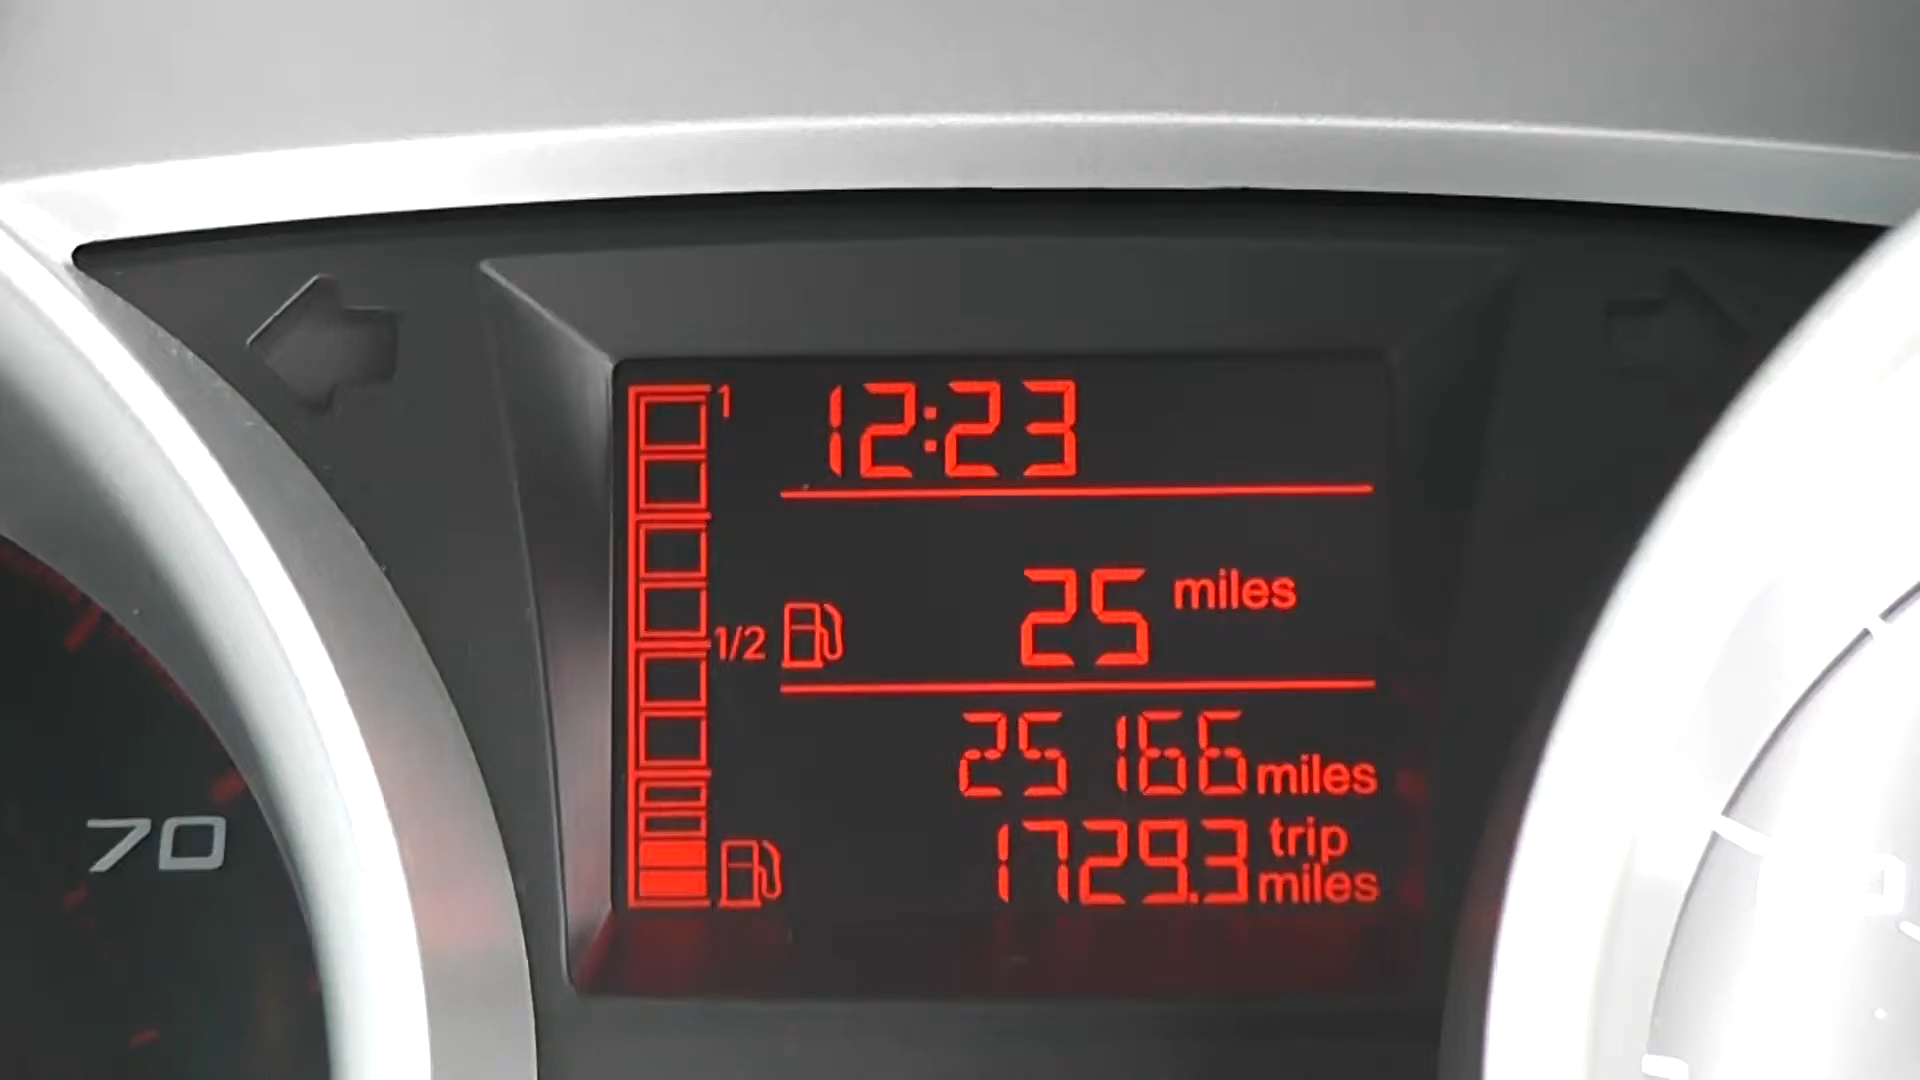 1
12:23
25 miles
1/2
25166 miles
1729.3 trip miles
70